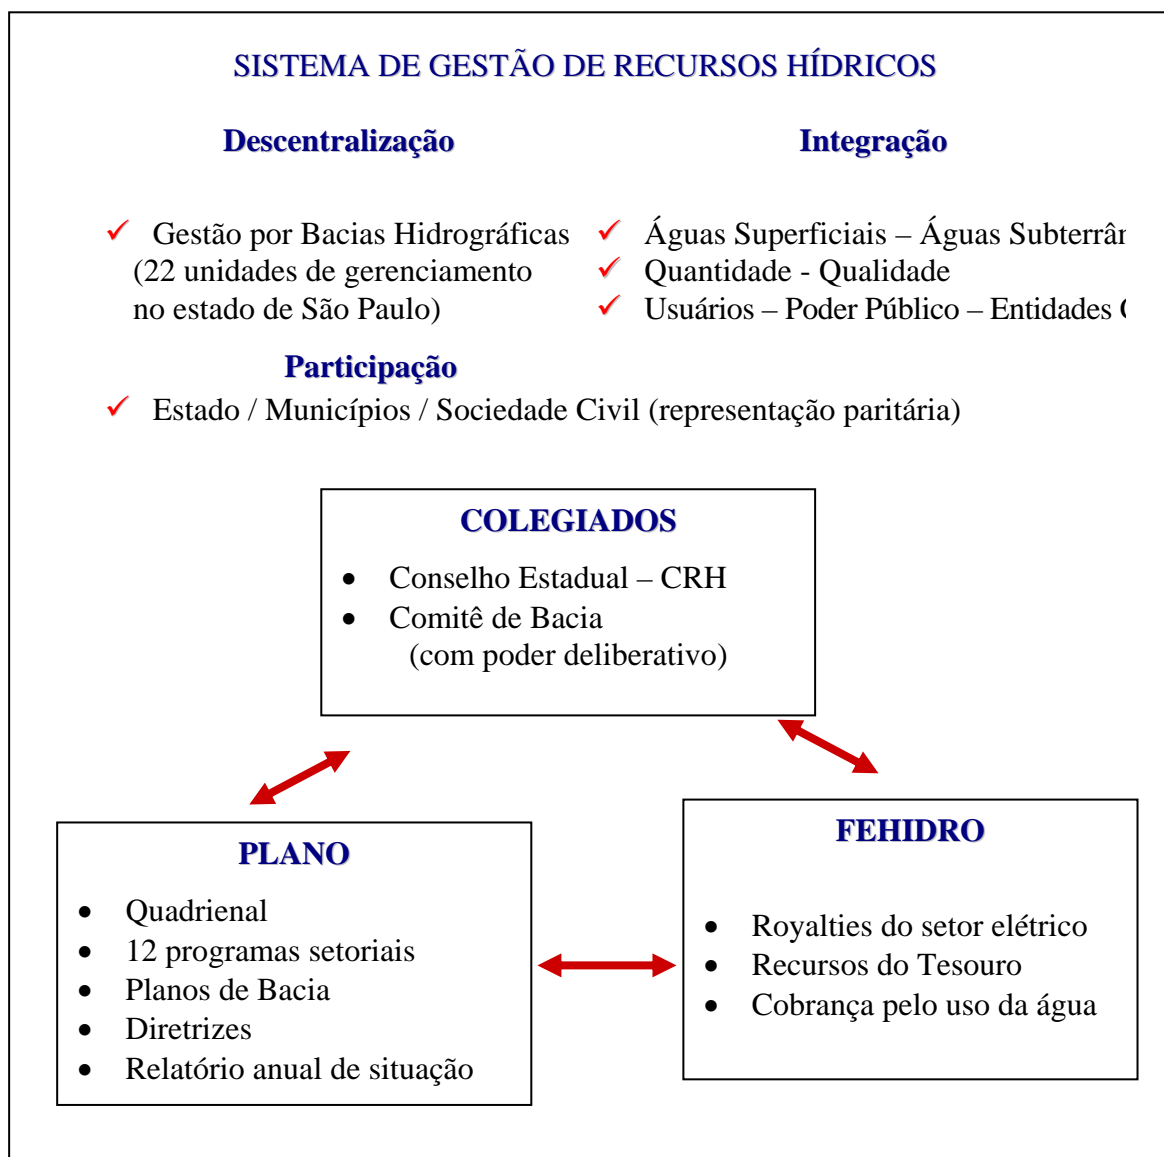 SISTEMA DE GESTÃO DE RECURSOS HÍDRICOS
Descentralização
Gestão por Bacias Hidrográficas
(22 unidades de gerenciamento
no estado de São Paulo)
Integração
Águas Superficiais – Águas
Quantidade - Qualidade
Usuários – Poder Público – Entidades
Participação
Estado / Municípios / Sociedade Civil (representação paritária)
COLEGIADOS
• Conselho Estadual – CRH
• Comitê de Bacia
(com poder deliberativo)
PLANO
• Quadrienal
• 12 programas setoriais
• Planos de Bacia
• Diretrizes
• Relatório anual de situação
FEHIDRO
• Royalties do setor elétrico
• Recursos do Tesouro
• Cobrança pelo uso da água